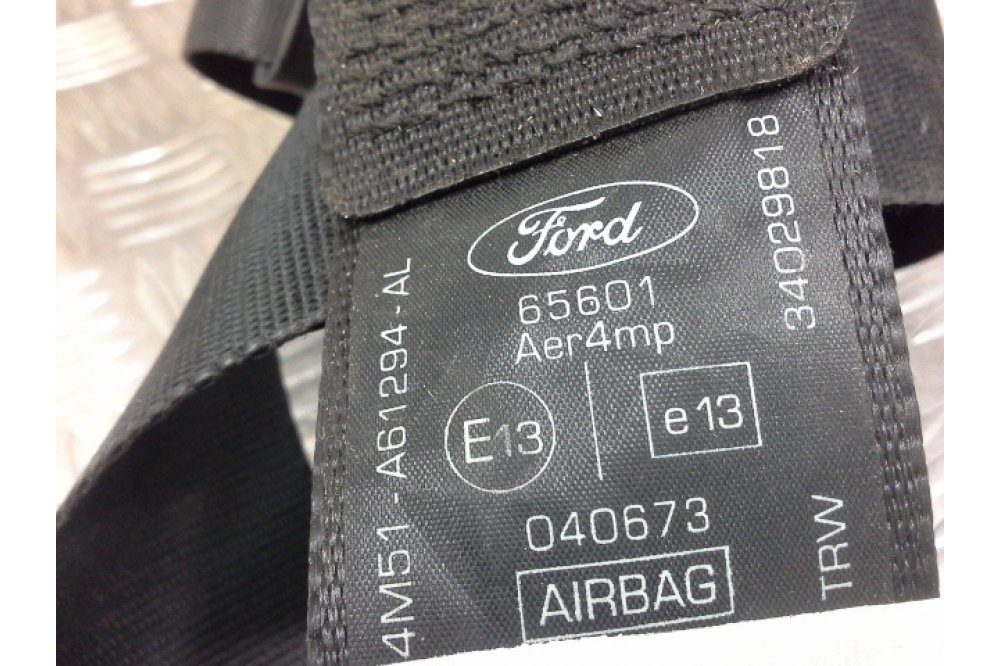 Ford
65601
Aer4mp
E13
e13
040673
AIRBAG
4M51-A61294-AL
34029818
TRW